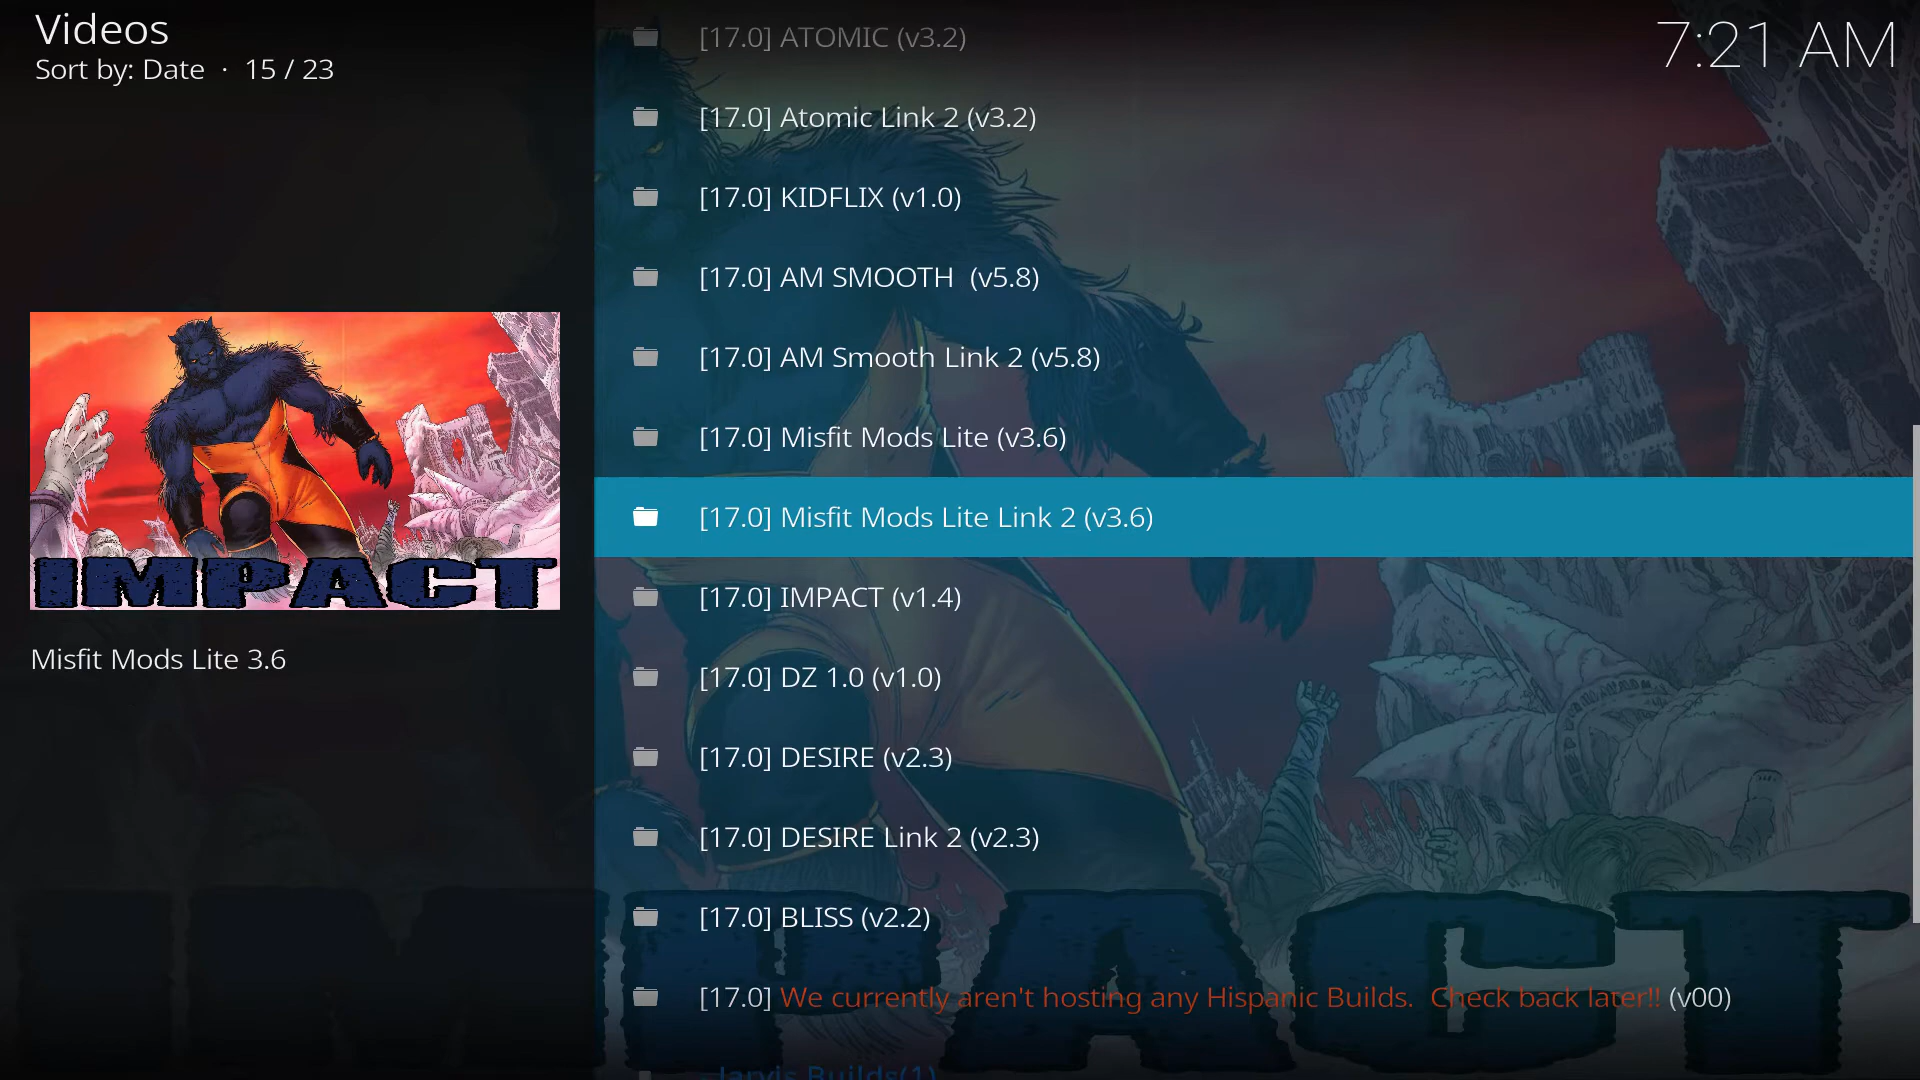 Videos
Sort by: Date · 15 / 23
7:21 AM
[17.0] ATOMIC (v3.2)
[17.0] Atomic Link 2 (v3.2)
[17.0] KIDFLIX (v1.0)
[17.0] AM SMOOTH  (v5.8)
[17.0] AM Smooth Link 2 (v5.8)
[17.0] Misfit Mods Lite (v3.6)
[17.0] Misfit Mods Lite Link 2 (v3.6)
[17.0] IMPACT (v1.4)
[17.0] DZ 1.0 (v1.0)
[17.0] DESIRE (v2.3)
[17.0] DESIRE Link 2 (v2.3)
[17.0] BLISS (v2.2)
[17.0] We currently aren't hosting any Hispanic Builds.  Check back later!! (v00)
Jarvis Builds(1)
IMPACT
Misfit Mods Lite 3.6
IMPACT